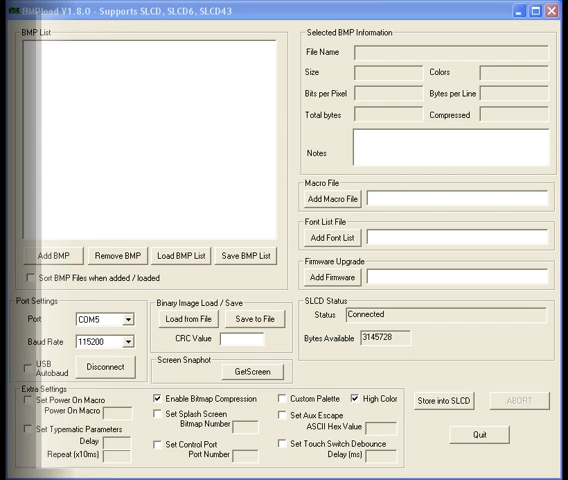 BMPload V1.8.0 - Supports SLCD, SLCD6, SLCD43
BMP List
Add BMP Remove BMP Load BMP List Save BMP List
Sort BMP Files when added / loaded
Selected BMP Information
File Name
Size Colors
Bits per Pixel Bytes per Line
Total bytes Compressed
Notes
Macro File
Add Macro File
Font List File
Add Font List
Firmware Upgrade
Add Firmware
Port Settings
Port COM5
Baud Rate 115200
USB
Autobaud Disconnect
Binary Image Load / Save
Load from File Save to File
CRC Value
Screen Snaphot
GetScreen
SLCD Status
Status Connected
Bytes Available 3145728
Extra Settings
Set Power On Macro
Power On Macro
Set Typematic Parameters
Delay
Repeat (x10ms)
Enable Bitmap Compression
Set Splash Screen
Bitmap Number
Set Control Port
Port Number
Custom Palette High Color
Set Aux Escape
ASCII Hex Value
Set Touch Switch Debounce
Delay (ms)
Store into SLCD ABORT
Quit